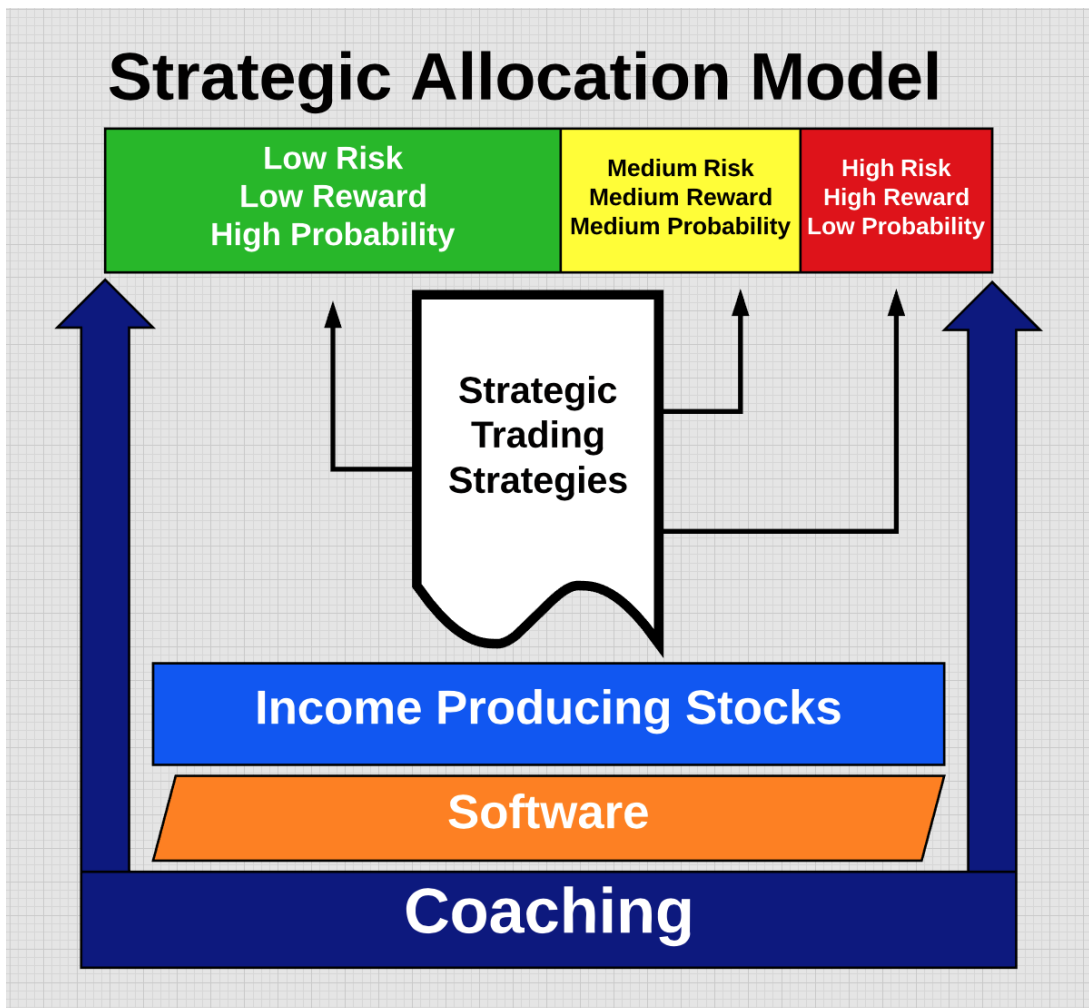 Strategic Allocation Model
Low Risk
Low Reward
High Probability
Medium Risk
Medium Reward
Medium Probability
High Risk
High Reward
Low Probability
Strategic
Trading
Strategies
Income Producing Stocks
Software
Coaching